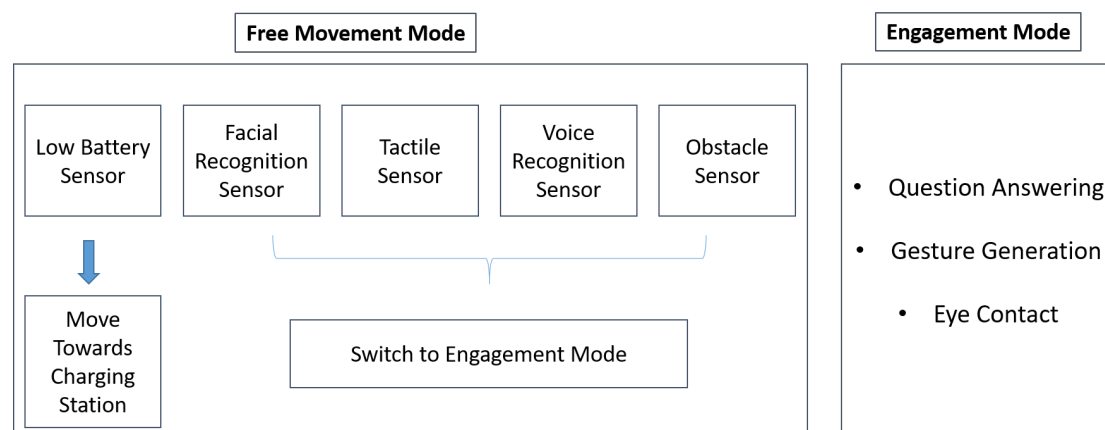 Free Movement Mode
Engagement Mode
Low Battery
Sensor
Facial
Recognition
Sensor
Tactile
Sensor
Voice
Recognition
Sensor
Obstacle
Sensor
Move
Towards
Charging
Station
Switch to Engagement Mode
• Question Answering
• Gesture Generation
• Eye Contact